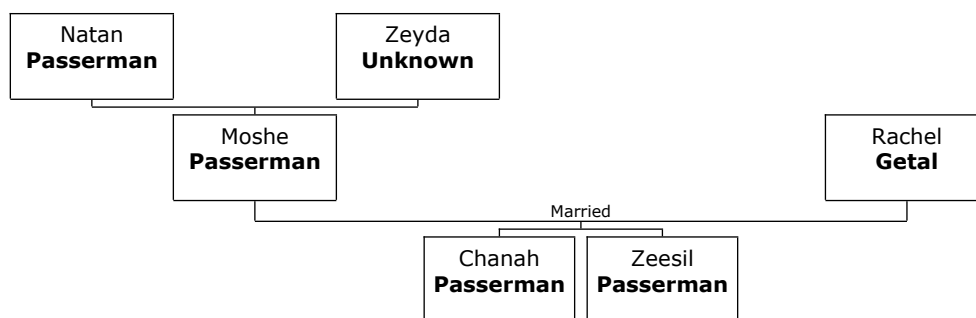 Natan
Passerman
Zeyda
Unknown
Moshe
Passerman
Rachel
Getal
Married
Chanah
Passerman
Zeesil
Passerman